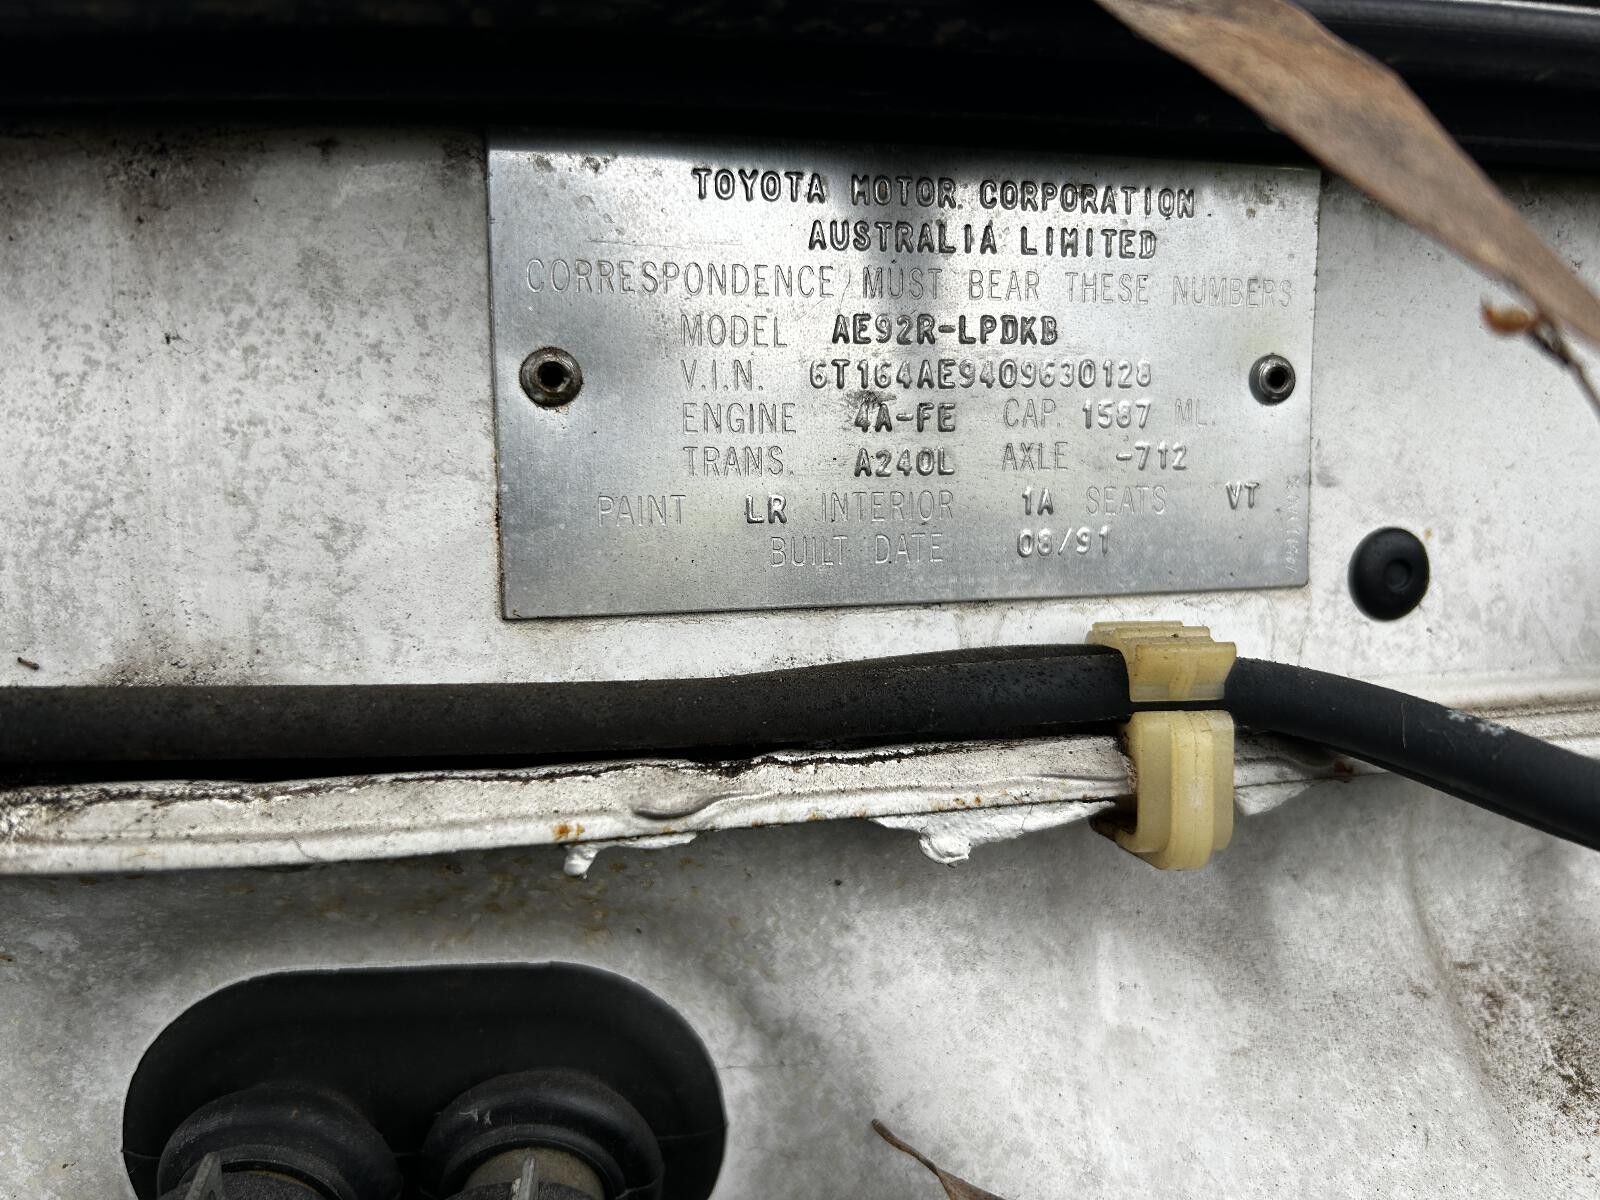 TOYOTA MOTOR CORPORATION
AUSTRALIA LIMITED
CORRESPONDENCE MUST BEAR THESE NUMBERS
MODEL AE92R-LPDKB
V.I.N. 6T164AE9409630128
ENGINE 4A-FE CAP. 1587 ML.
TRANS. A240L AXLE -712
PAINT LR INTERIOR 1A SEATS VT
BUILT DATE 08/91